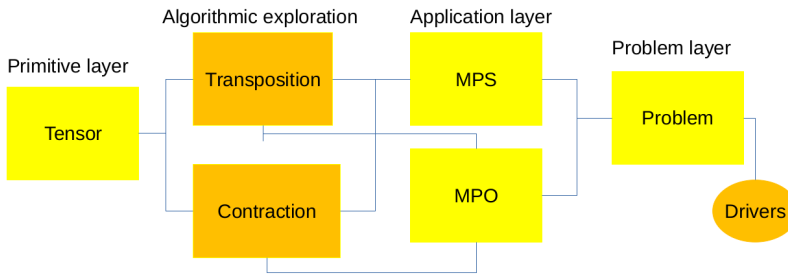 Algorithmic exploration
Application layer
Problem layer
Primitive layer
Transposition
MPS
Tensor
Problem
Contraction
MPO
Drivers